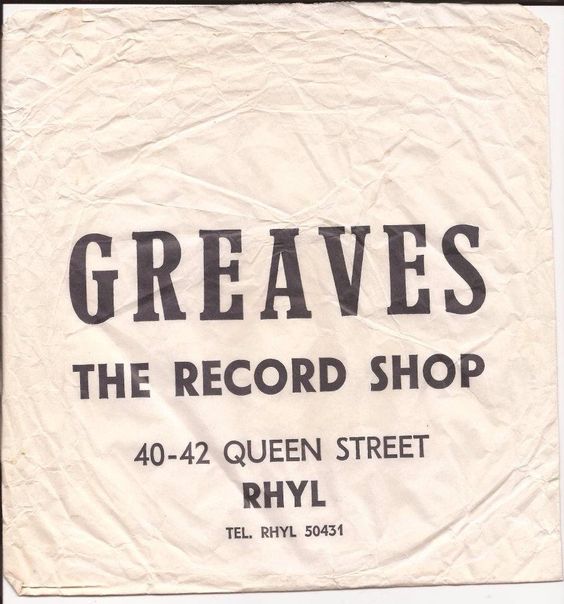 GREAVES
THE RECORD SHOP
40-42 QUEEN STREET
RHYL
TEL. RHYL 50431